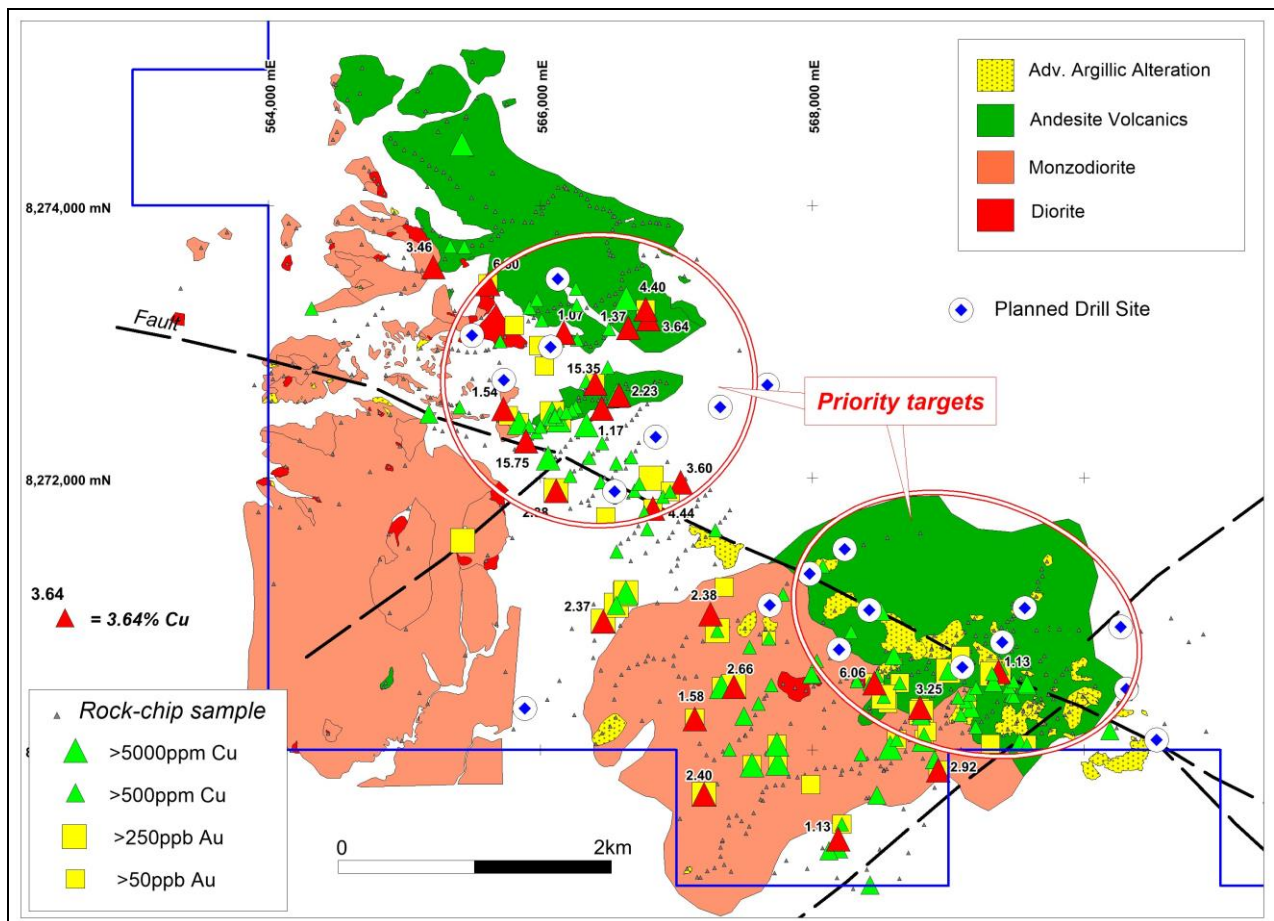 564,000 mE
566,000 mE
568,000 mE
Adv. Argillic Alteration
Andesite Volcanics
Monzodiorite
Diorite
8,274,000 mN
3.46
4.40
Planned Drill Site
Fault
1.07
1.37
3.64
15.35
1.54
2.23
Priority targets
1.17
15.75
8,272,000 mN
3.60
4.44
3.64
= 3.64% Cu
2.37
2.38
2.66
6.06
1.13
3.25
1.58
Rock-chip sample
>5000ppm Cu
>500ppm Cu
>250ppb Au
>50ppb Au
2.40
2.92
1.13
0
2km